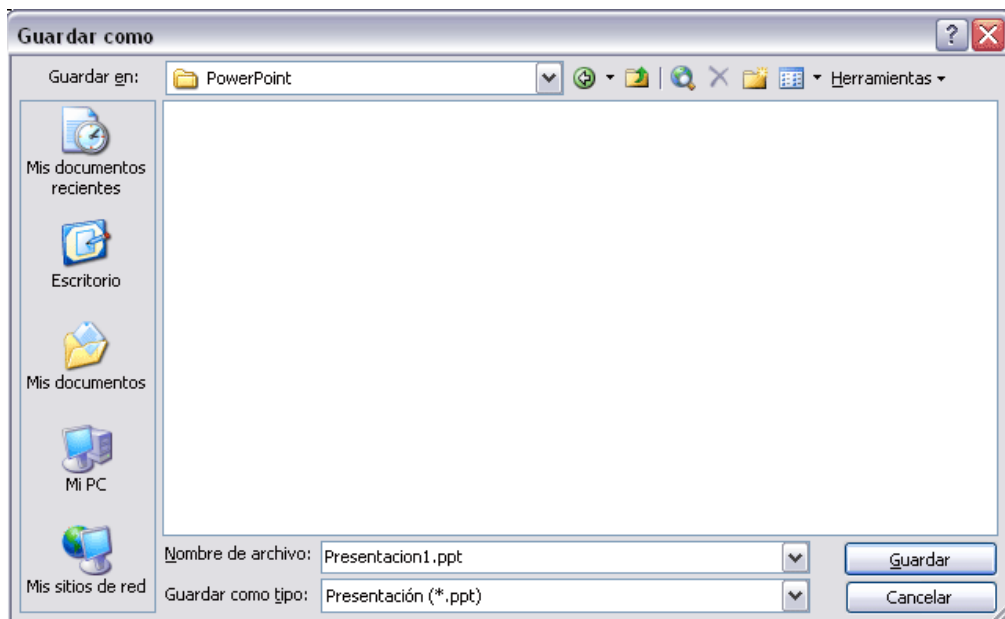 Guardar como
Guardar en:
PowerPoint
Herramientas
Mis documentos
recientes
Escritorio
Mis documentos
Mi PC
Mis sitios de red
Nombre de archivo:
Presentacion1.ppt
Guardar
Guardar como tipo:
Presentación (*.ppt)
Cancelar